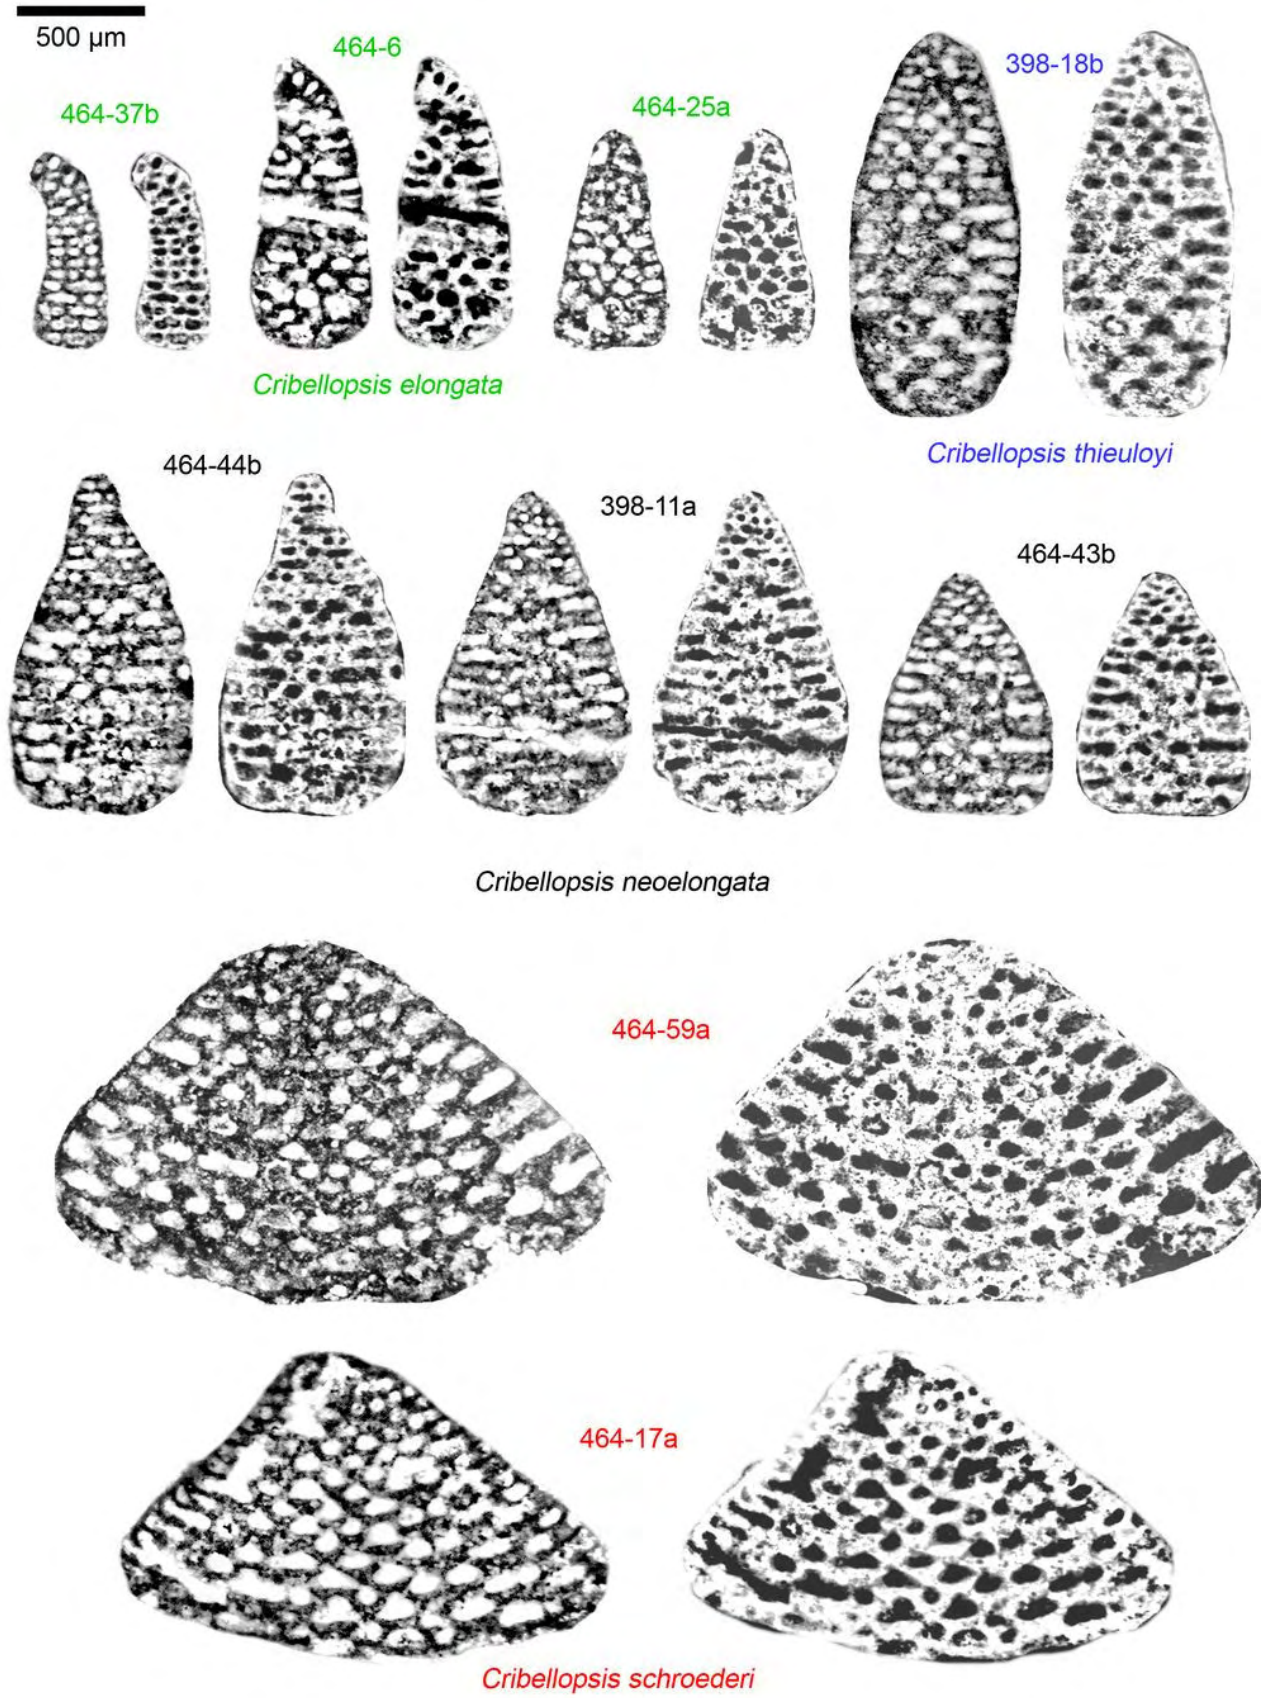 500 µm
464-6
398-18b
464-37b
464-25a
Cribellopsis elongata
Cribellopsis thieuloyi
464-44b
398-11a
464-43b
Cribellopsis neoelongata
464-59a
464-17a
Cribellopsis schroederi